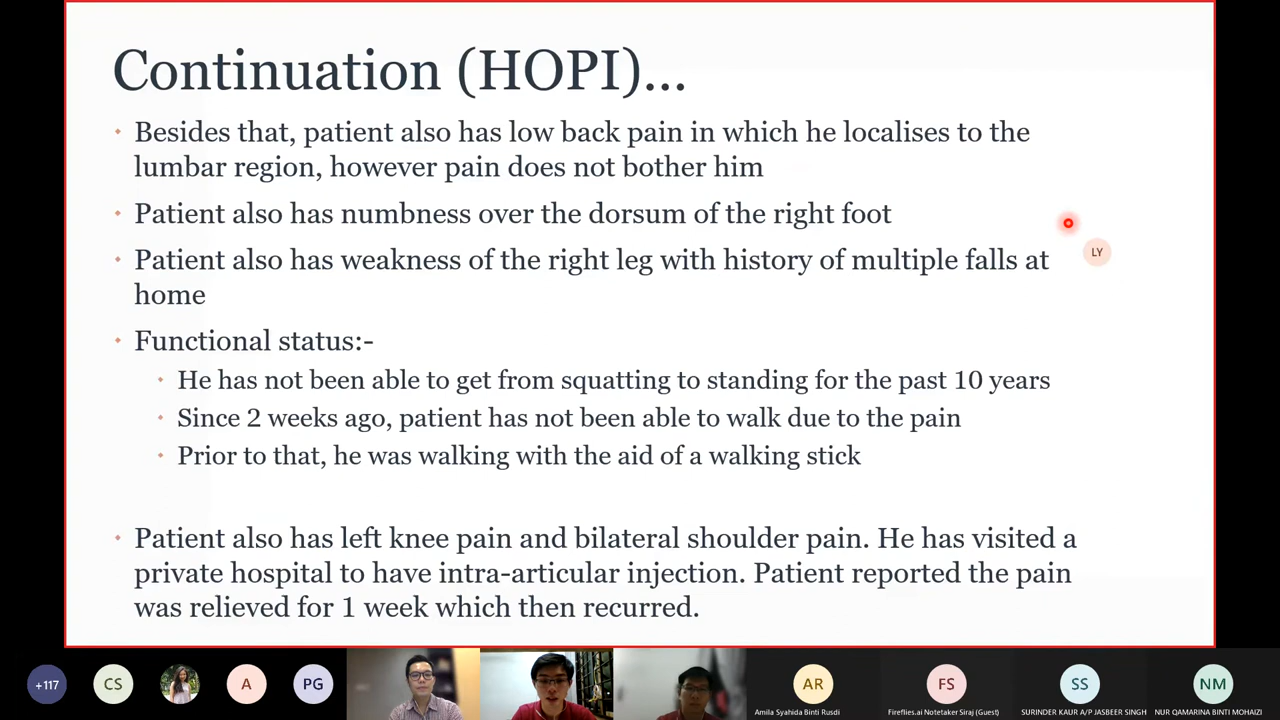 Continuation (HOPI)...
Besides that, patient also has low back pain in which he localises to the
lumbar region, however pain does not bother him
Patient also has numbness over the dorsum of the right foot
LY
Patient also has weakness of the right leg with history of multiple falls at
home
Functional status:-
He has not been able to get from squatting to standing for the past 10 years
Since 2 weeks ago, patient has not been able to walk due to the pain
Prior to that, he was walking with the aid of a walking stick
Patient also has left knee pain and bilateral shoulder pain. He has visited a
private hospital to have intra-articular injection. Patient reported the pain
was relieved for 1 week which then recurred.
+117 CS A PG AR FS SS NM
Amila Syahida Binti Rusdi Fireflies.ai Notetaker Siraj (Guest) SURINDER KAUR A/P JASBEER SINGH NUR QAMARINA BINTI MOHAIZI